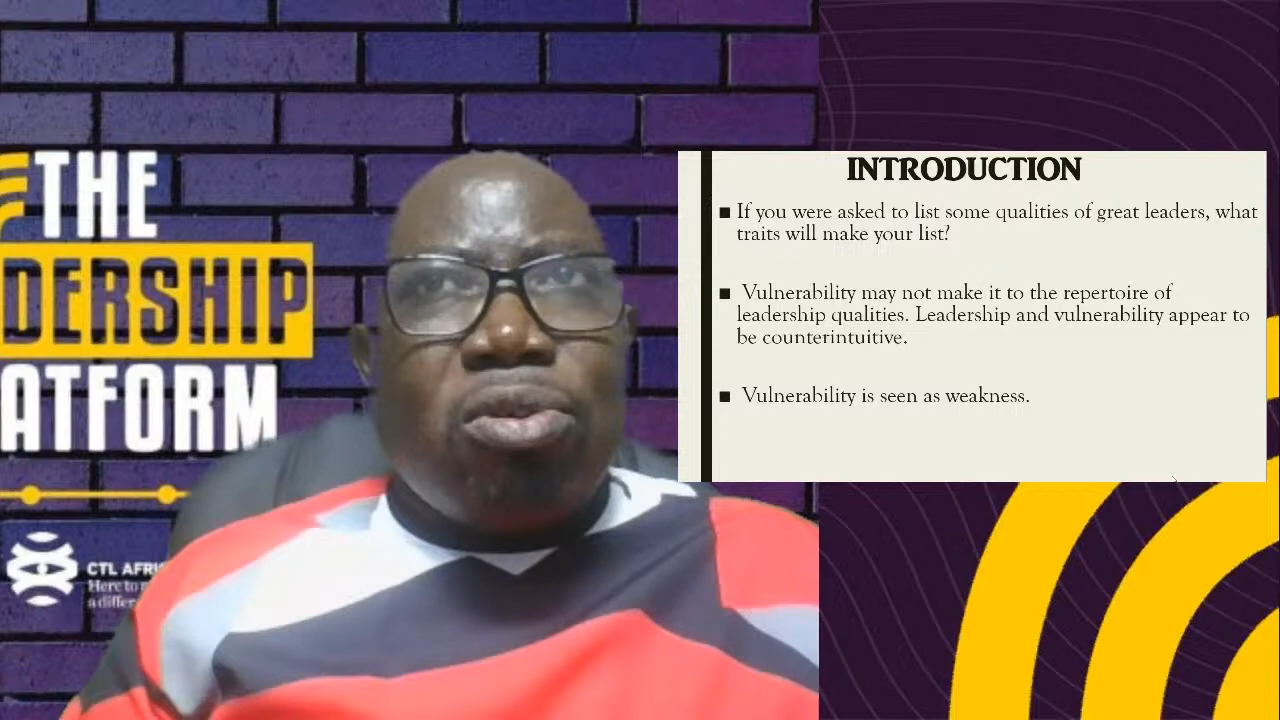 THE
DERSHIP
ATFORM
CTL AFRI
Here to
a differ
INTRODUCTION
■ If you were asked to list some qualities of great leaders, what
traits will make your list?
■ Vulnerability may not make it to the repertoire of
leadership qualities. Leadership and vulnerability appear to
be counterintuitive.
■ Vulnerability is seen as weakness.